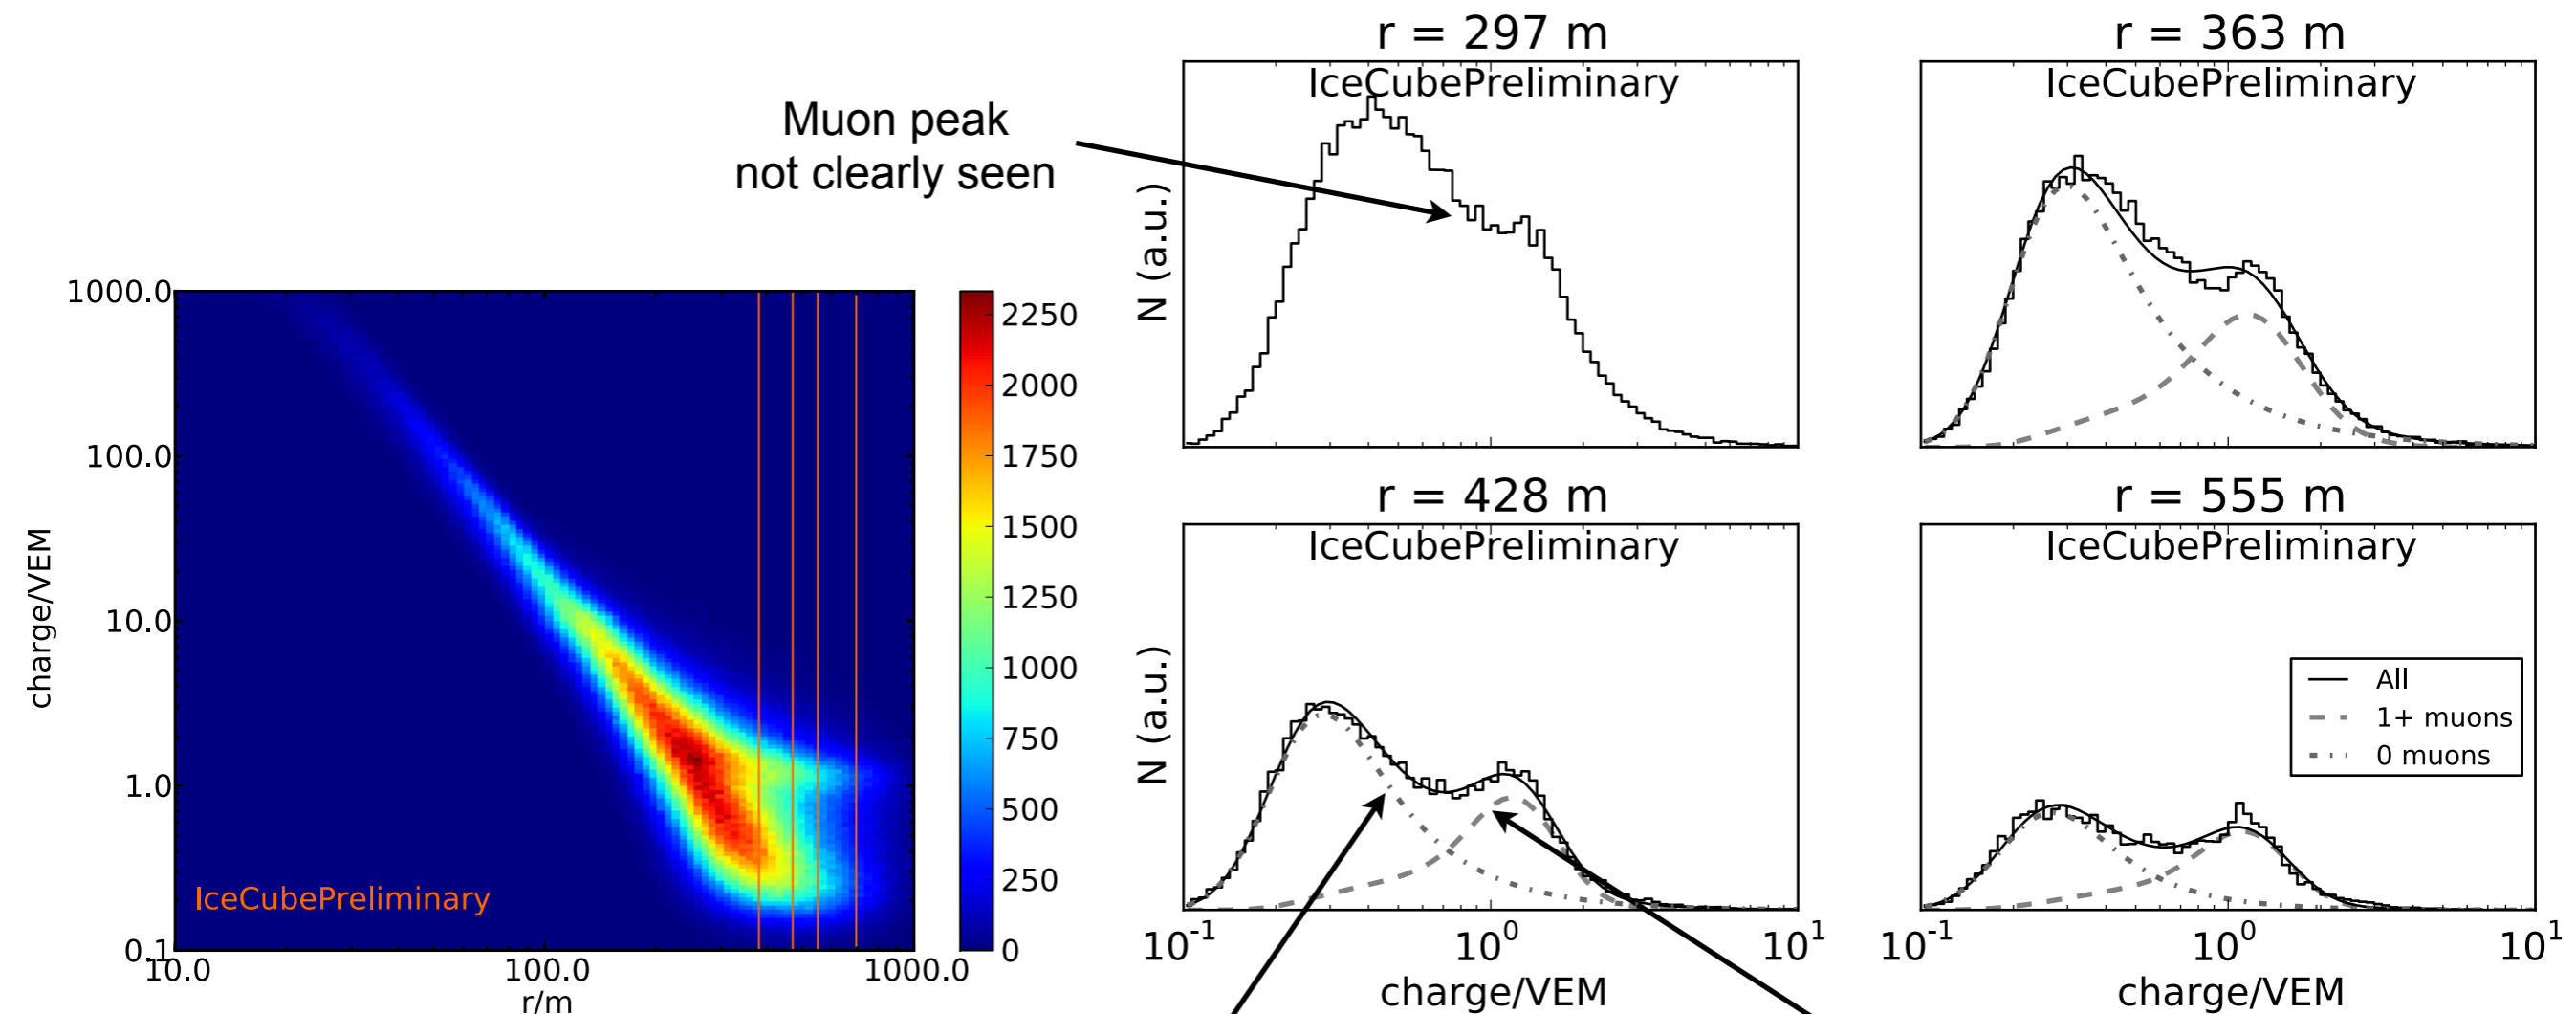 Muon peak
not clearly seen
1000.0
100.0
10.0
1.0
0.1
charge/VEM
10.0
100.0
1000.0
r/m
IceCubePreliminary
2250
2000
1750
1500
1250
1000
750
500
250
0
r = 297 m
IceCubePreliminary
N (a.u.)
r = 363 m
IceCubePreliminary
r = 428 m
IceCubePreliminary
N (a.u.)
10^-1
10^0
10^1
charge/VEM
r = 555 m
IceCubePreliminary
All
1+ muons
0 muons
10^-1
10^0
10^1
charge/VEM